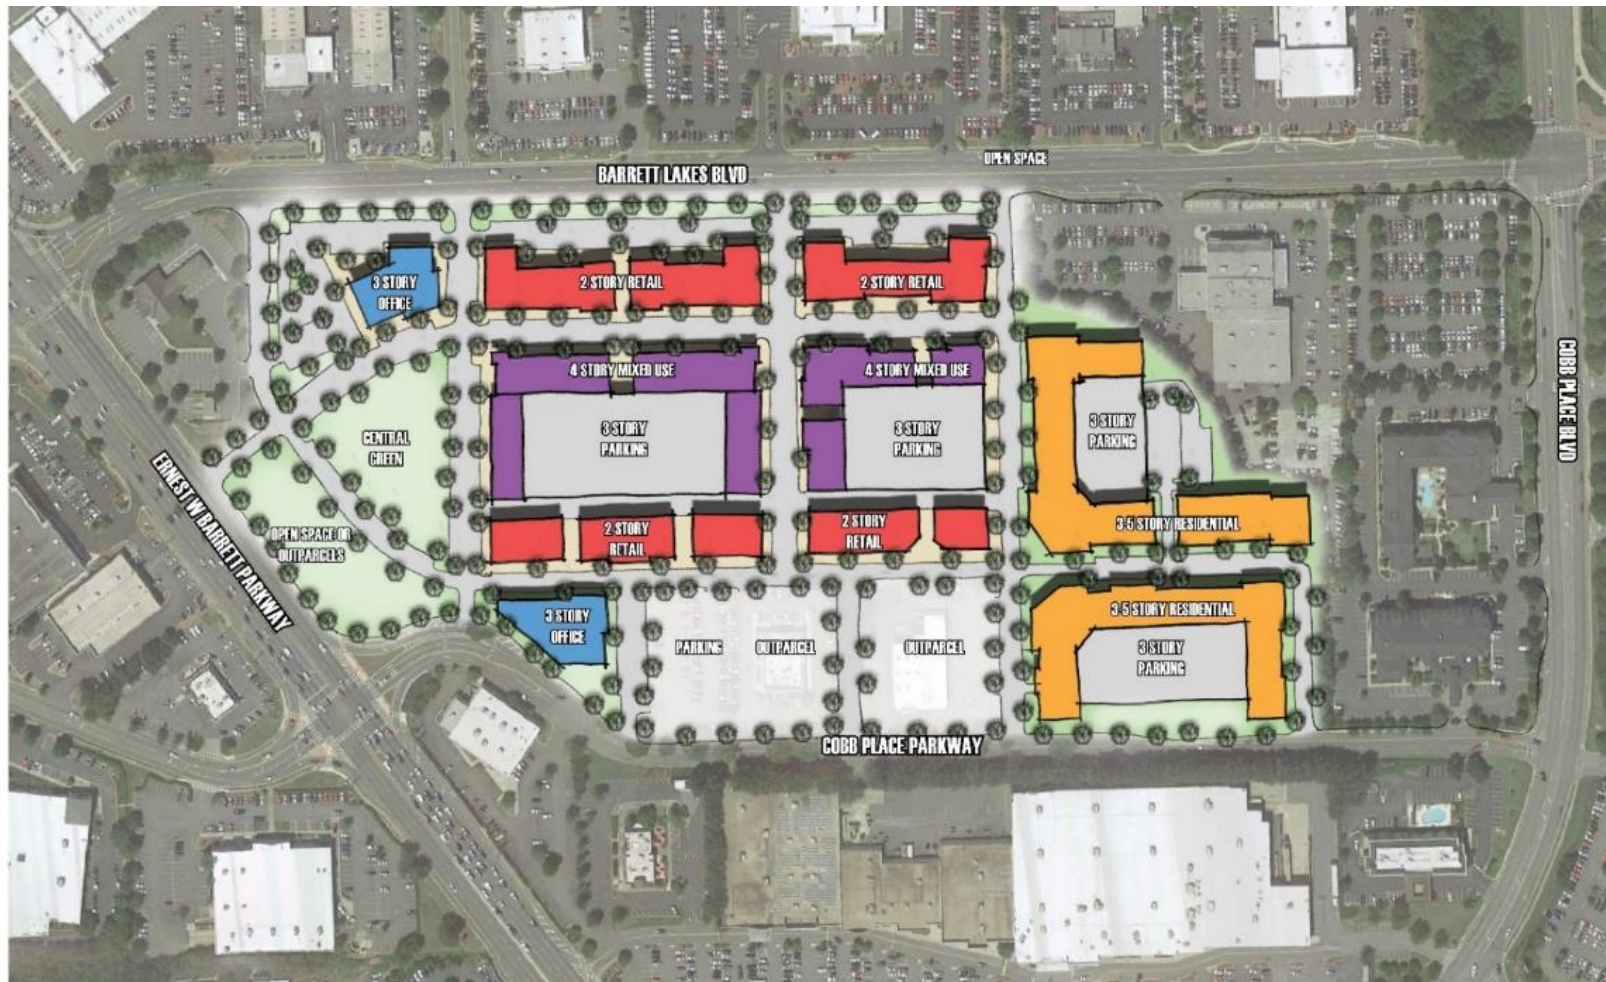 OPEN SPACE
BARRETT LAKES BLVD
3 STORY
OFFICE
2 STORY RETAIL
2 STORY RETAIL
4 STORY MIXED USE
4 STORY MIXED USE
COBB PLACE BLVD
CENTRAL
GREEN
3 STORY
PARKING
3 STORY
PARKING
3 STORY
PARKING
ERNEST W BARRETT PARKWAY
OPEN SPACE OR
OUTPARCELS
2 STORY
RETAIL
2 STORY
RETAIL
3-5 STORY RESIDENTIAL
3 STORY
OFFICE
3-5 STORY RESIDENTIAL
PARKING
OUTPARCEL
OUTPARCEL
3 STORY
PARKING
COBB PLACE PARKWAY